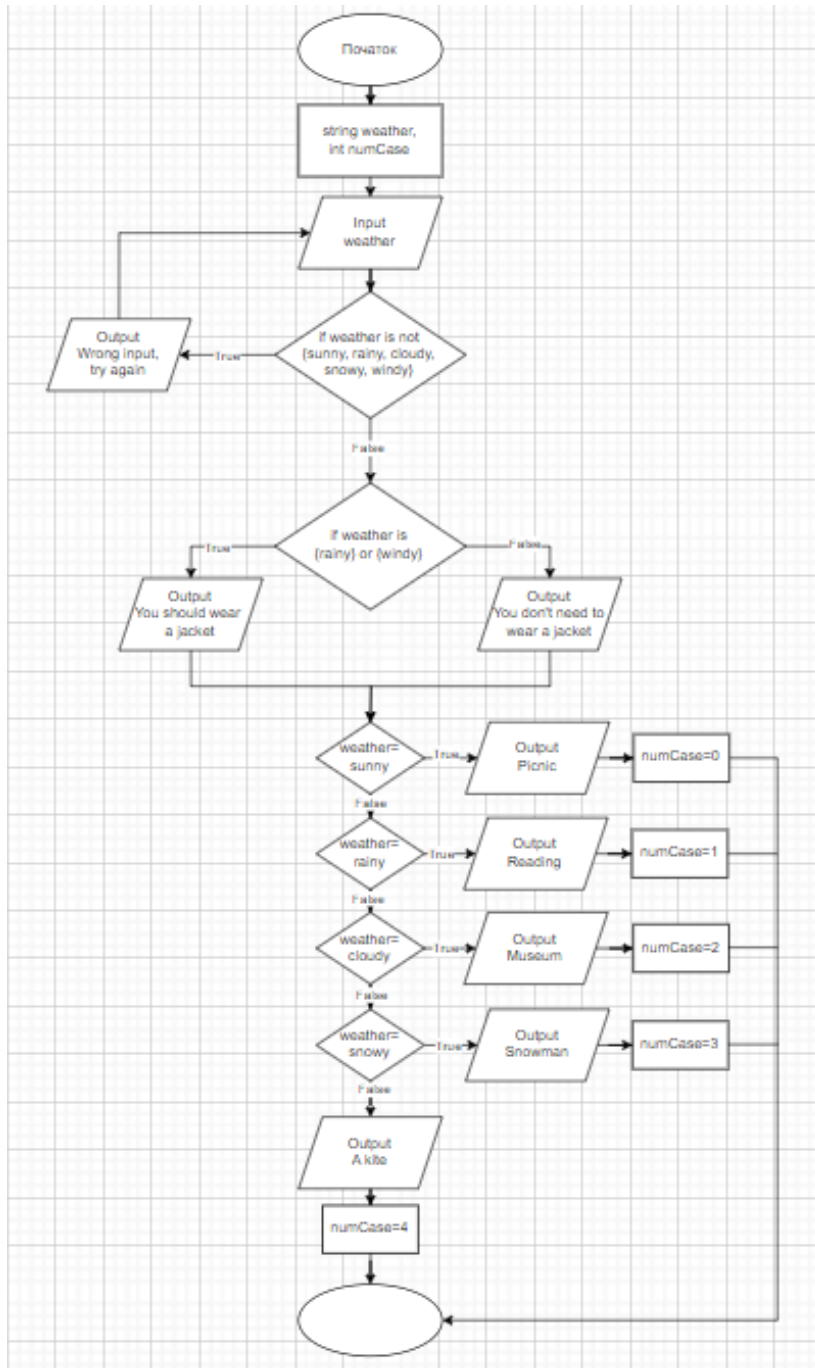 Початок
string weather,
int numCase
Input
weather
if weather is not
{sunny, rainy, cloudy,
snowy, windy}
True
Output
Wrong input,
try again
False
if weather is
{rainy} or {windy}
True
False
Output
You should wear
a jacket
Output
You don't need to
wear a jacket
weather=
sunny
True
Output
Picnic
numCase=0
False
weather=
rainy
True
Output
Reading
numCase=1
False
weather=
cloudy
True
Output
Museum
numCase=2
False
weather=
snowy
True
Output
Snowman
numCase=3
False
Output
A kite
numCase=4